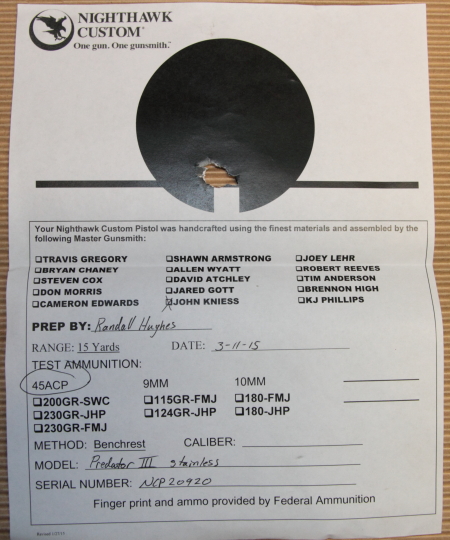 NIGHTHAWK
CUSTOM
One gun. One gunsmith.™
Your Nighthawk Custom Pistol was handcrafted using the finest materials and assembled by the
following Master Gunsmith:
❑TRAVIS GREGORY ❑SHAWN ARMSTRONG ❑JOEY LEHR
❑BRYAN CHANEY ❑ALLEN WYATT ❑ROBERT REEVES
❑STEVEN COX ❑DAVID ATCHLEY ❑TIM ANDERSON
❑DON MORRIS ❑JARED GOTT ❑BRENNON HIGH
❑CAMERON EDWARDS ☒JOHN KNIESS ❑KJ PHILLIPS
PREP BY: Randall Hughes
RANGE: 15 Yards DATE: 3-11-15
TEST AMMUNITION:
45ACP 9MM 10MM
❑200GR-SWC ❑115GR-FMJ ❑180-FMJ
❑230GR-JHP ❑124GR-JHP ❑180-JHP
❑230GR-FMJ
METHOD: Benchrest CALIBER:
MODEL: Predator III stainless
SERIAL NUMBER: NCP20920
Finger print and ammo provided by Federal Ammunition